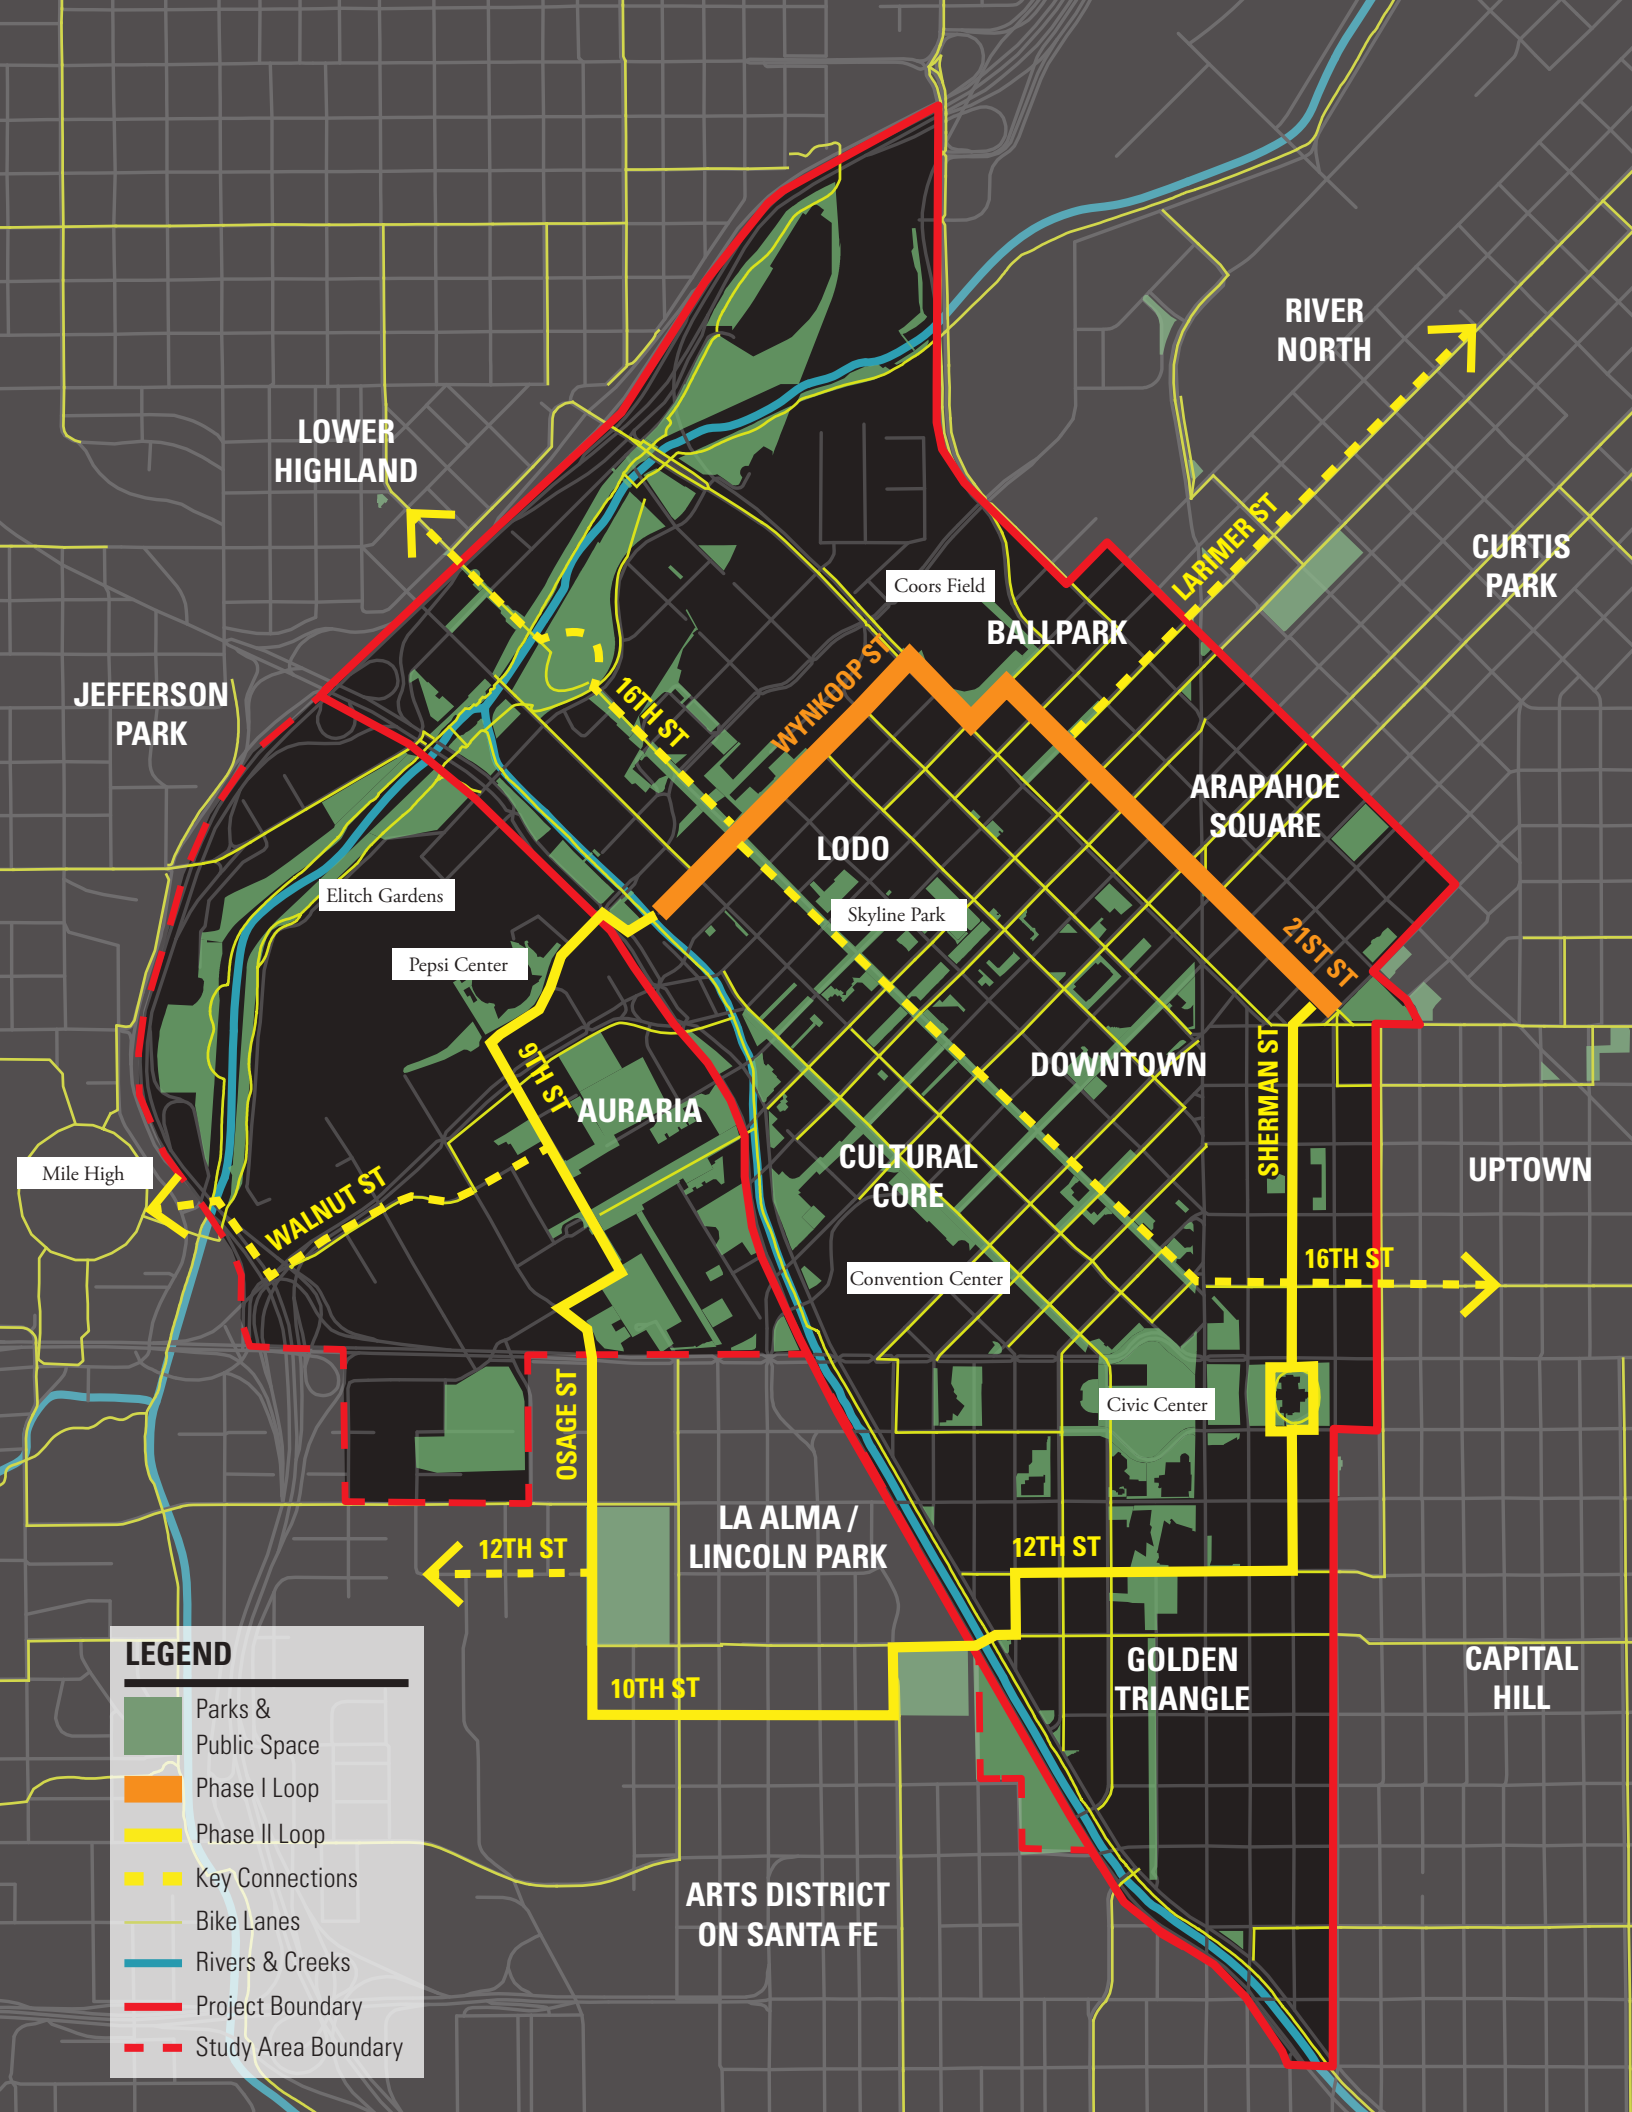 RIVER
NORTH
LOWER
HIGHLAND
LARIMER ST
CURTIS
PARK
Coors Field
BALLPARK
WYNKOOP ST
JEFFERSON
PARK
16TH ST
ARAPAHOE
SQUARE
LODO
Elitch Gardens
Skyline Park
Pepsi Center
21ST ST
9TH ST
SHERMAN ST
DOWNTOWN
AURARIA
Mile High
CULTURAL
CORE
UPTOWN
WALNUT ST
16TH ST
Convention Center
OSAGE ST
Civic Center
LA ALMA /
LINCOLN PARK
12TH ST
12TH ST
10TH ST
GOLDEN
TRIANGLE
CAPITAL
HILL
ARTS DISTRICT
ON SANTA FE
LEGEND
Parks &
Public Space
Phase I Loop
Phase II Loop
Key Connections
Bike Lanes
Rivers & Creeks
Project Boundary
Study Area Boundary